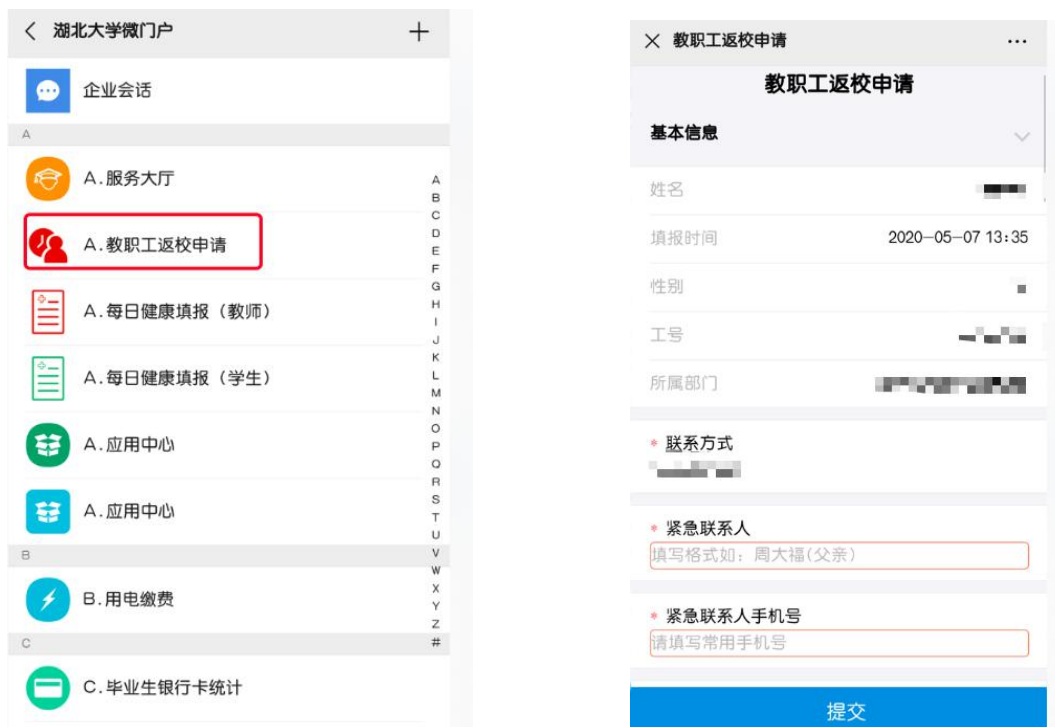 湖北大学微门户
企业会话
A
A.服务大厅
A.教职工返校申请
A.每日健康填报（教师）
A.每日健康填报（学生）
A.应用中心
A.应用中心
B
B.用电缴费
C
C.毕业生银行卡统计
A
B
C
D
E
F
G
H
I
J
K
L
M
N
O
P
Q
R
S
T
U
V
W
X
Y
Z
#
教职工返校申请
教职工返校申请
基本信息
姓名
填报时间 2020-05-07 13:35
性别
工号
所属部门
* 联系方式
* 紧急联系人
填写格式如：周大福(父亲)
* 紧急联系人手机号
请填写常用手机号
提交